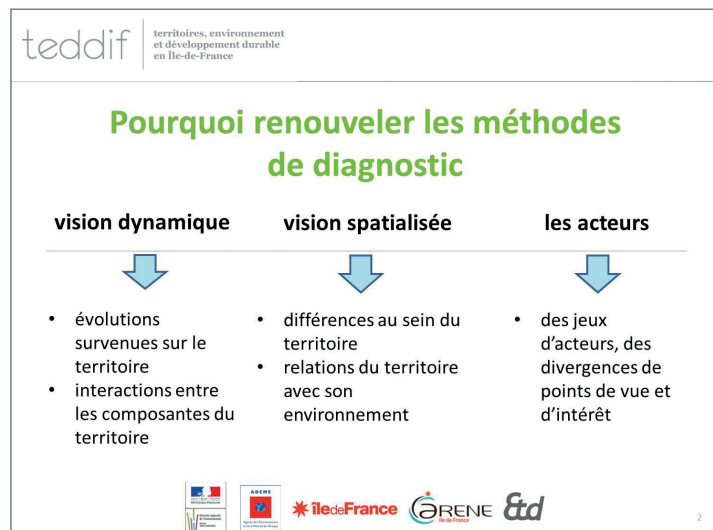 teddif
territoires, environnement
et développement durable
en Île-de-France
Pourquoi renouveler les méthodes
de diagnostic
vision dynamique
vision spatialisée
les acteurs
• évolutions
survenues sur le
territoire
• interactions entre
les composantes du
territoire
• différences au sein du
territoire
• relations du territoire
avec son
environnement
• des jeux
d'acteurs, des
divergences de
points de vue et
d'intérêt
ADEME
îledeFrance
ARENE
Île-de-France
Etd
2